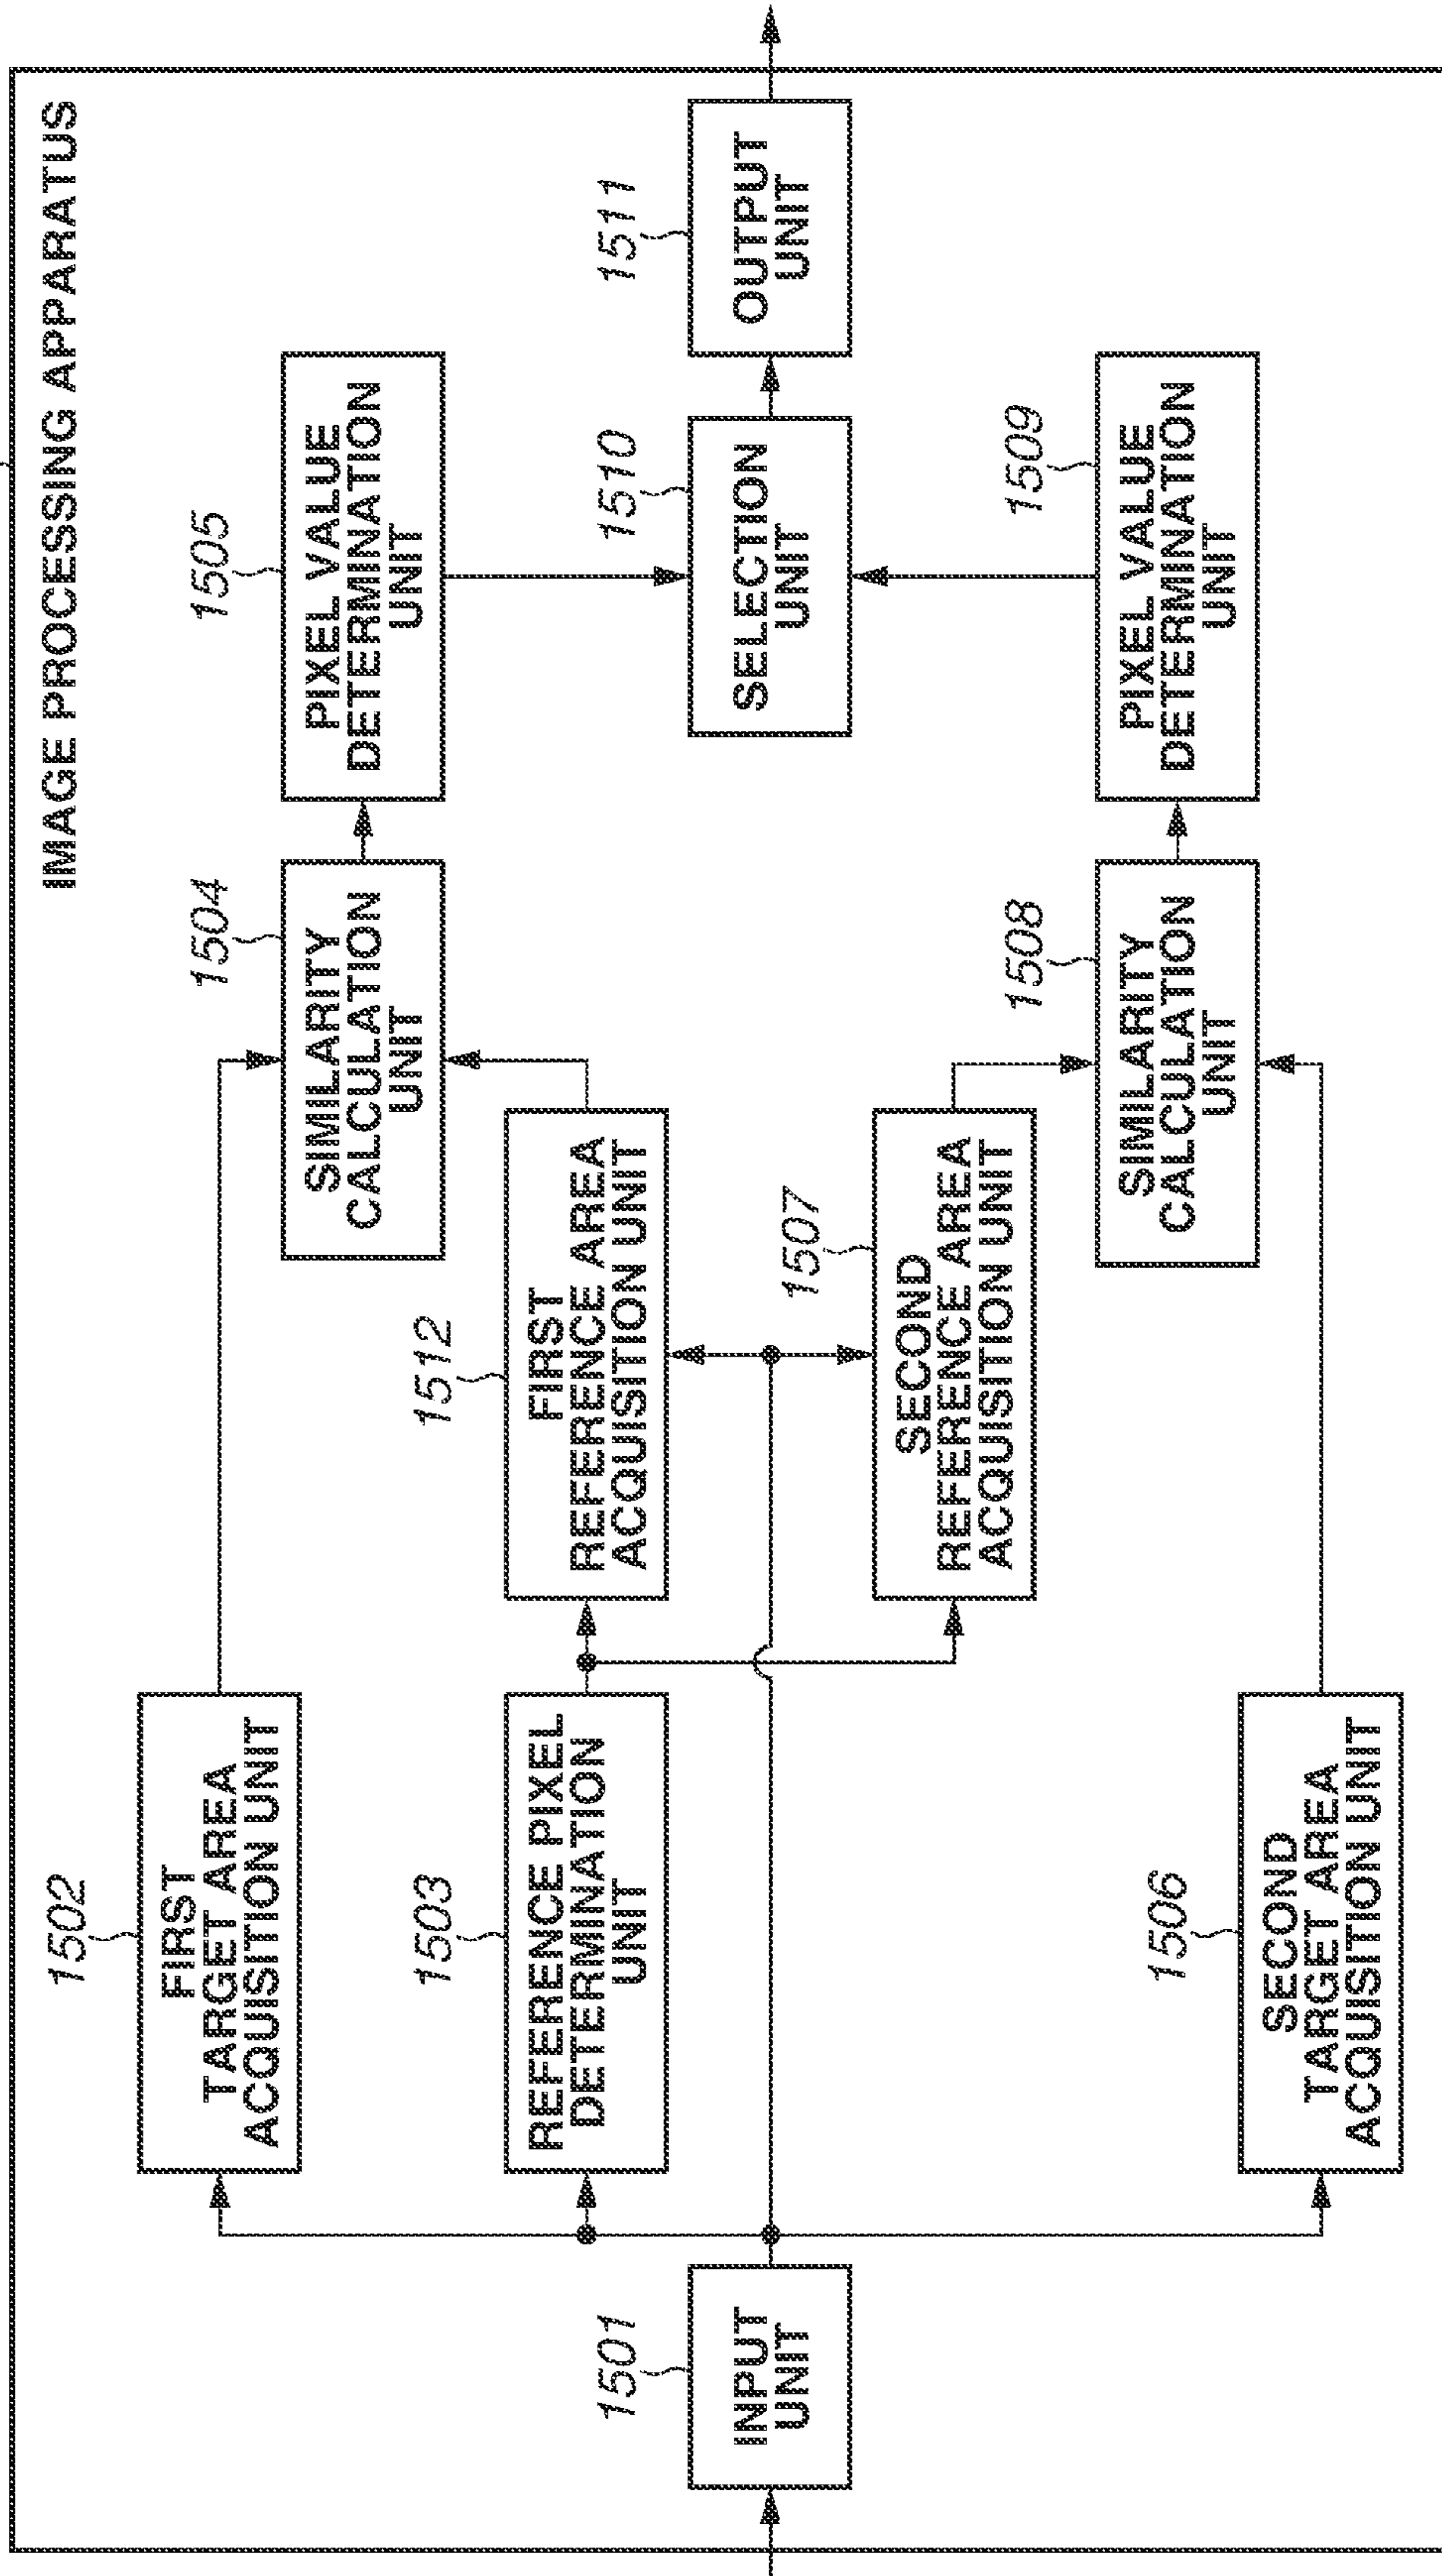 IMAGE PROCESSING APPARATUS
1501
INPUT
UNIT
1502
FIRST
TARGET AREA
ACQUISITION UNIT
1503
REFERENCE PIXEL
DETERMINATION
UNIT
1506
SECOND
TARGET AREA
ACQUISITION UNIT
1512
FIRST
REFERENCE AREA
ACQUISITION UNIT
1507
SECOND
REFERENCE AREA
ACQUISITION UNIT
1504
SIMILARITY
CALCULATION
UNIT
1508
SIMILARITY
CALCULATION
UNIT
1505
PIXEL VALUE
DETERMINATION
UNIT
1510
SELECTION
UNIT
1509
PIXEL VALUE
DETERMINATION
UNIT
1511
OUTPUT
UNIT